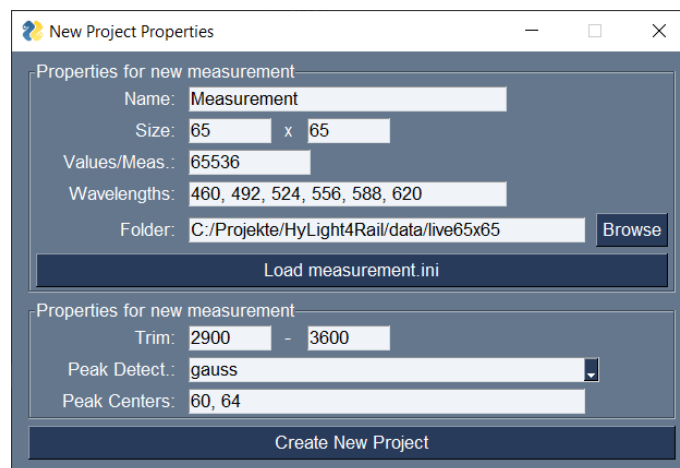 New Project Properties
Properties for new measurement
Name: Measurement
Size: 65 x 65
Values/Meas.: 65536
Wavelengths: 460, 492, 524, 556, 588, 620
Folder: C:/Projekte/HyLight4Rail/data/live65x65 Browse
Load measurement.ini
Properties for new measurement
Trim: 2900 - 3600
Peak Detect.: gauss
Peak Centers: 60, 64
Create New Project